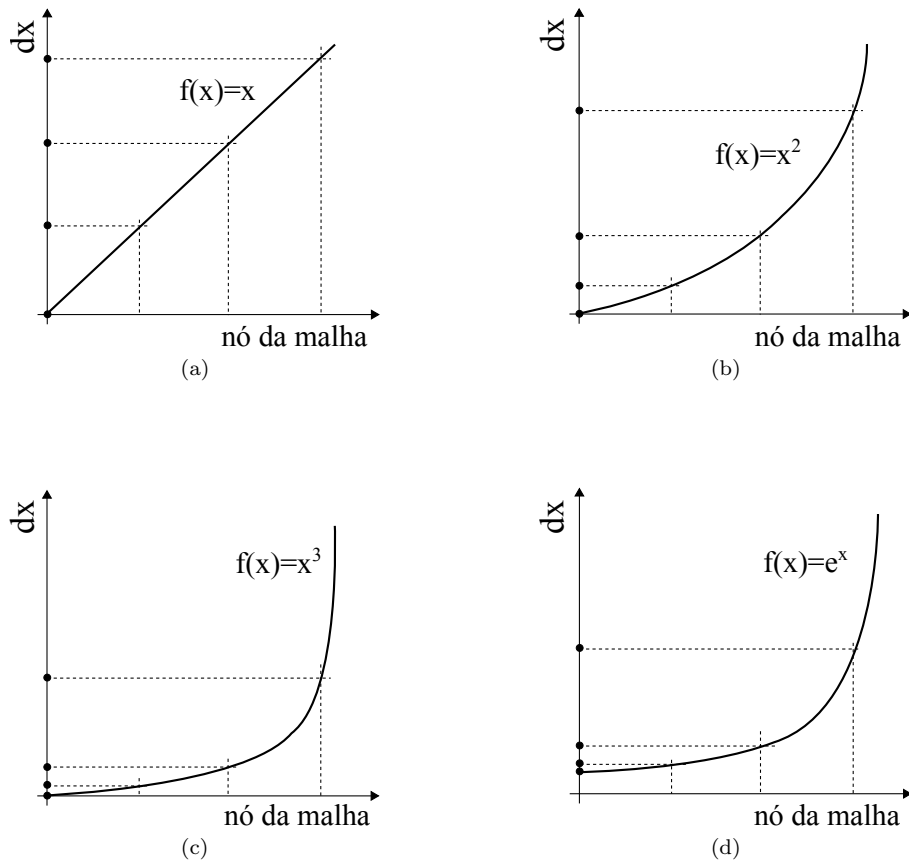 dx
f(x)=x
nó da malha
(a)
dx
f(x)=x²
nó da malha
(b)
dx
f(x)=x³
nó da malha
(c)
dx
f(x)=eˣ
nó da malha
(d)